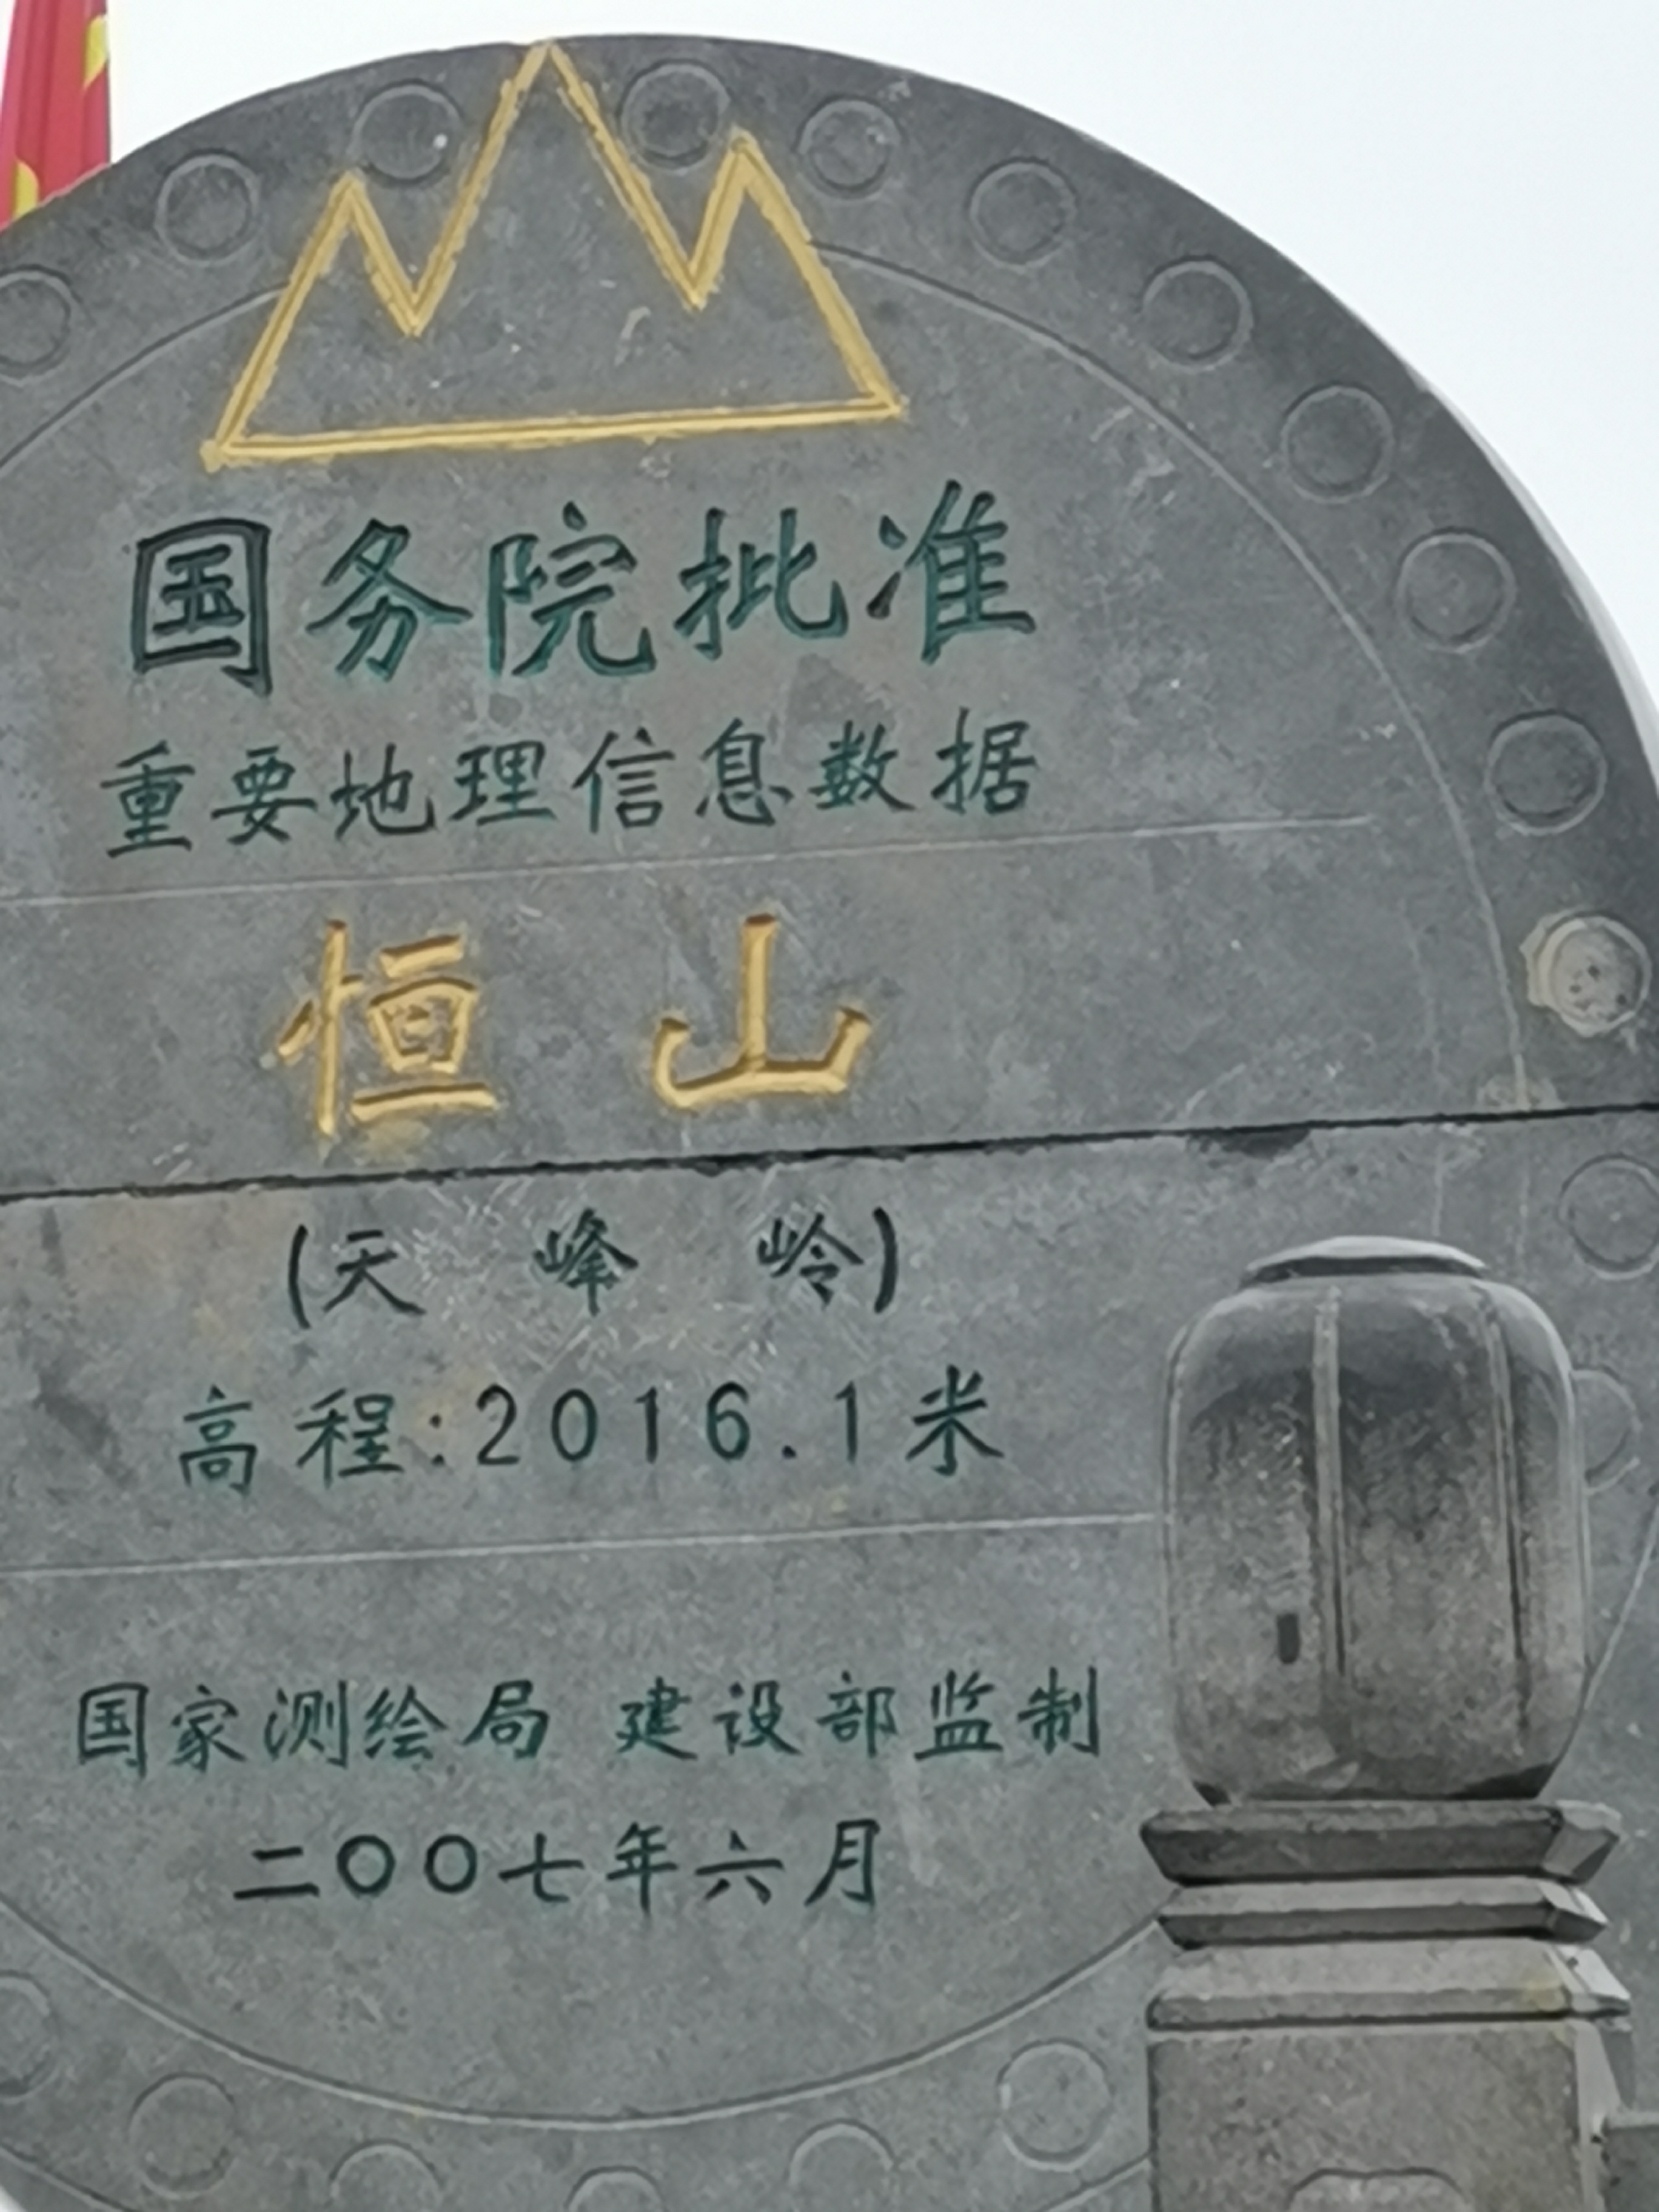 国务院批准
重要地理信息数据
恒山
(天峰岭)
高程:2016.1米
国家测绘局 建设部监制
二〇〇七年六月